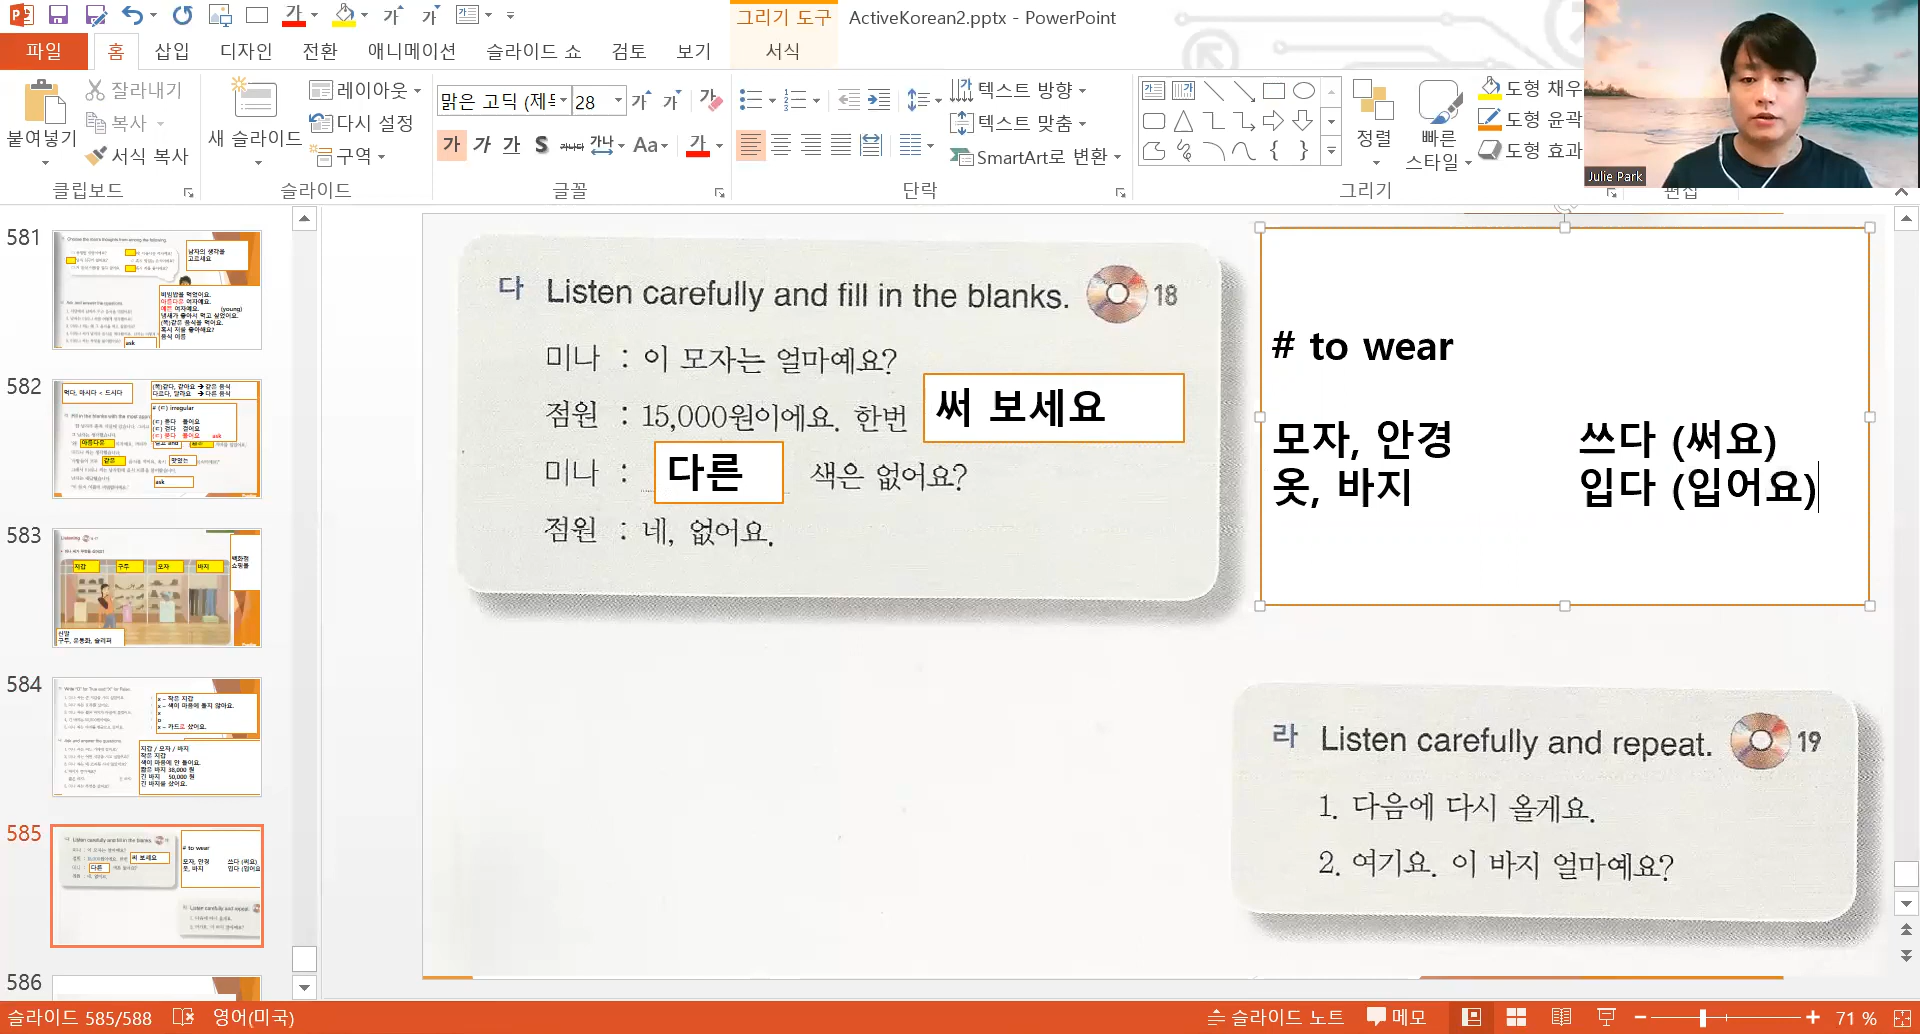 ActiveKorean2.pptx - PowerPoint
그리기 도구
파일 홈 삽입 디자인 전환 애니메이션 슬라이드 쇼 검토 보기 서식
붙여넣기
잘라내기
복사
서식 복사
클립보드
새 슬라이드
레이아웃
다시 설정
구역
슬라이드
맑은 고딕 (제목
28
글꼴
텍스트 방향
텍스트 맞춤
SmartArt로 변환
단락
정렬
빠른 스타일
도형 채우
도형 윤곽
도형 효과
그리기
편집
Julie Park
581
582
583
584
585
586
다 Listen carefully and fill in the blanks. 18
미나 : 이 모자는 얼마예요?
점원 : 15,000원이에요. 한번 써 보세요
미나 : 다른 색은 없어요?
점원 : 네, 없어요.
# to wear
모자, 안경 쓰다 (써요)
옷, 바지 입다 (입어요)
라 Listen carefully and repeat. 19
1. 다음에 다시 올게요.
2. 여기요. 이 바지 얼마예요?
슬라이드 585/588 영어(미국) 슬라이드 노트 메모 71 %